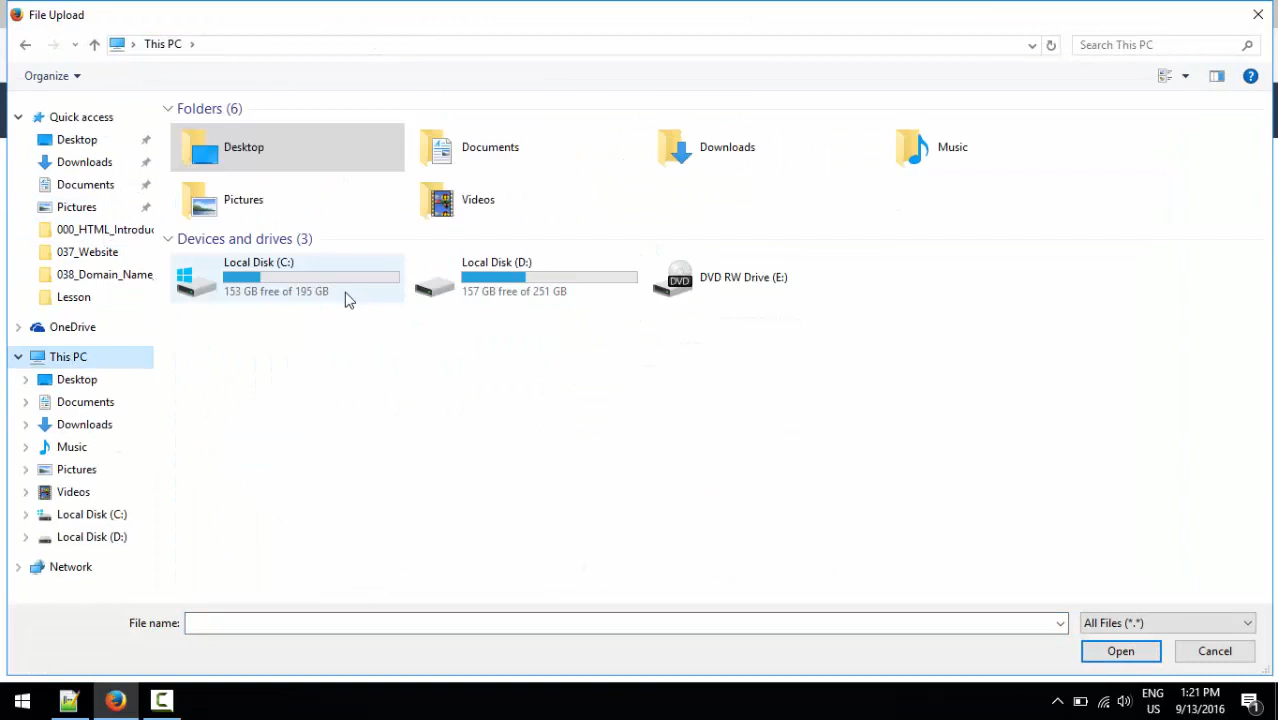 File Upload
This PC
Search This PC
Organize
Folders (6)
Quick access
Desktop
Downloads
Documents
Pictures
000_HTML_Introduc
037_Website
038_Domain_Name_
Lesson
OneDrive
This PC
Desktop
Documents
Downloads
Music
Pictures
Videos
Local Disk (C:)
Local Disk (D:)
Network
Desktop
Documents
Downloads
Music
Pictures
Videos
Devices and drives (3)
Local Disk (C:)
153 GB free of 195 GB
Local Disk (D:)
157 GB free of 251 GB
DVD
DVD RW Drive (E:)
File name:
All Files (*.*)
Open
Cancel
ENG
US
1:21 PM
9/13/2016
1